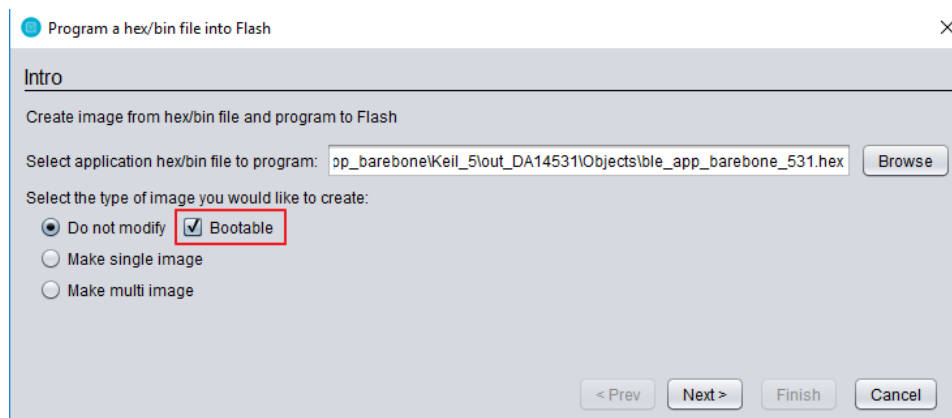 Program a hex/bin file into Flash
Intro
Create image from hex/bin file and program to Flash
Select application hex/bin file to program: pp_barebone\Keil_5\out_DA14531\Objects\ble_app_barebone_531.hex Browse
Select the type of image you would like to create:
Do not modify Bootable
Make single image
Make multi image
< Prev Next > Finish Cancel